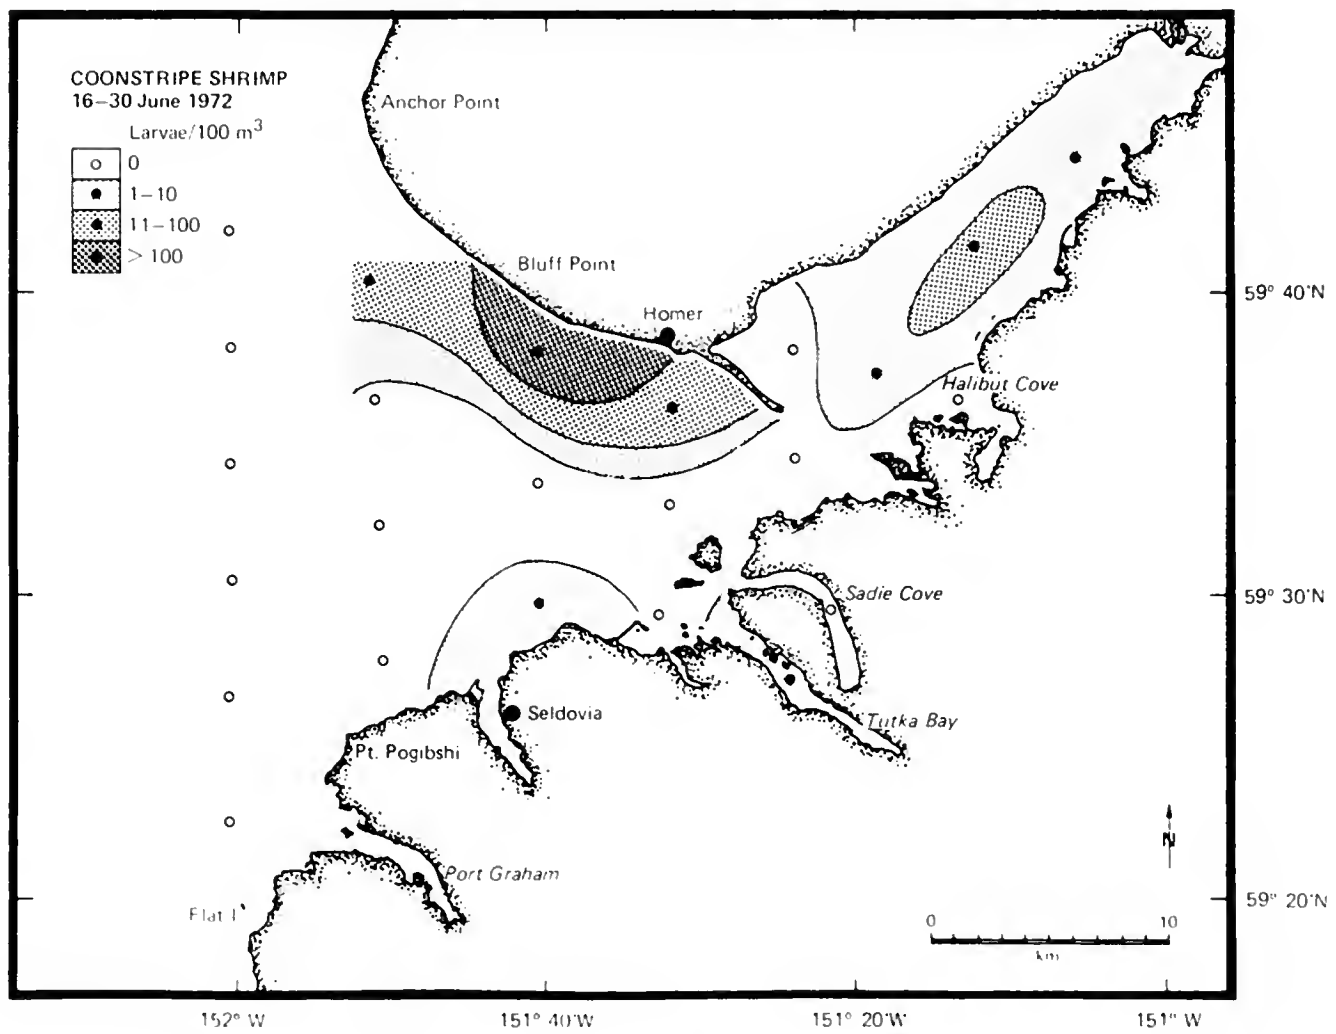 COONSTRIPE SHRIMP
16–30 June 1972
Larvae/100 m³
0
1–10
11–100
> 100
Anchor Point
Bluff Point
Homer
59° 40'N
Halibut Cove
Sadie Cove
59° 30'N
Seldovia
Tutka Bay
Pt. Pogibshi
N
Port Graham
Flat I
59° 20'N
0 10
km
152° W 151° 40'W 151° 20'W 151° W